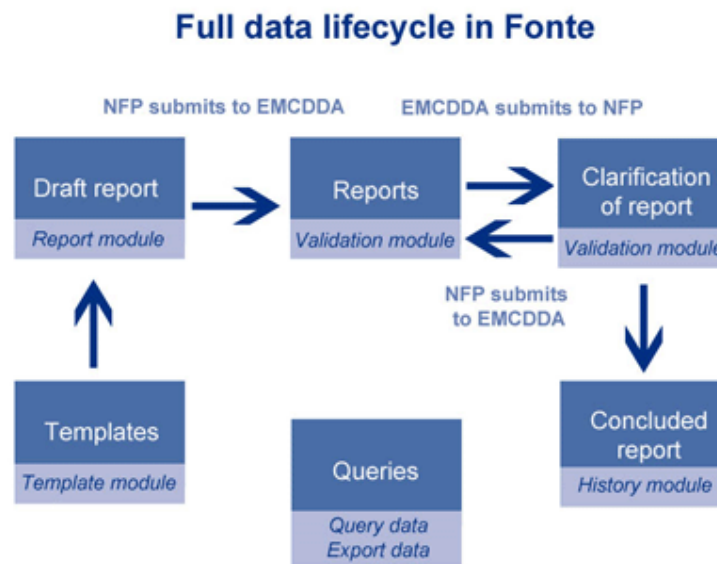 Full data lifecycle in Fonte
NFP submits to EMCDDA
EMCDDA submits to NFP
Draft report
Report module
Reports
Validation module
Clarification
of report
Validation module
NFP submits
to EMCDDA
Templates
Template module
Queries
Query data
Export data
Concluded
report
History module